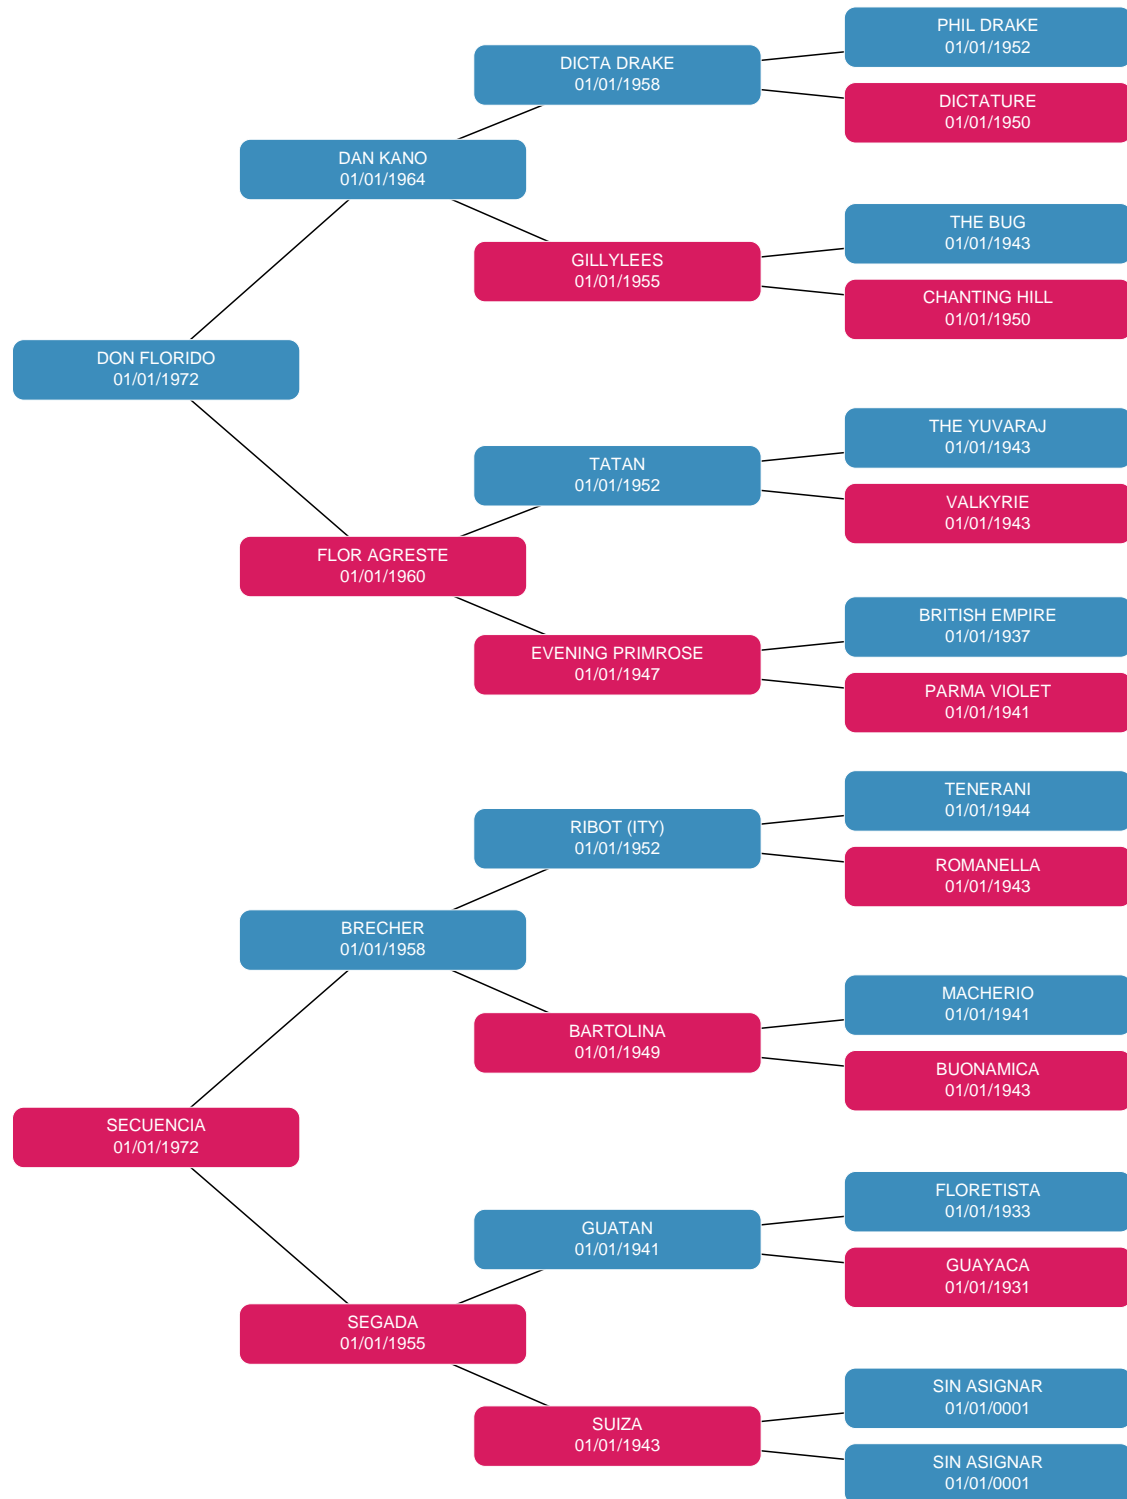 PHIL DRAKE
01/01/1952
DICTA DRAKE
01/01/1958
DICTATURE
01/01/1950
DAN KANO
01/01/1964
THE BUG
01/01/1943
GILLYLEES
01/01/1955
CHANTING HILL
01/01/1950
DON FLORIDO
01/01/1972
THE YUVARAJ
01/01/1943
TATAN
01/01/1952
VALKYRIE
01/01/1943
FLOR AGRESTE
01/01/1960
BRITISH EMPIRE
01/01/1937
EVENING PRIMROSE
01/01/1947
PARMA VIOLET
01/01/1941
TENERANI
01/01/1944
RIBOT (ITY)
01/01/1952
ROMANELLA
01/01/1943
BRECHER
01/01/1958
MACHERIO
01/01/1941
BARTOLINA
01/01/1949
BUONAMICA
01/01/1943
SECUENCIA
01/01/1972
FLORETISTA
01/01/1933
GUATAN
01/01/1941
GUAYACA
01/01/1931
SEGADA
01/01/1955
SIN ASIGNAR
01/01/0001
SUIZA
01/01/1943
SIN ASIGNAR
01/01/0001